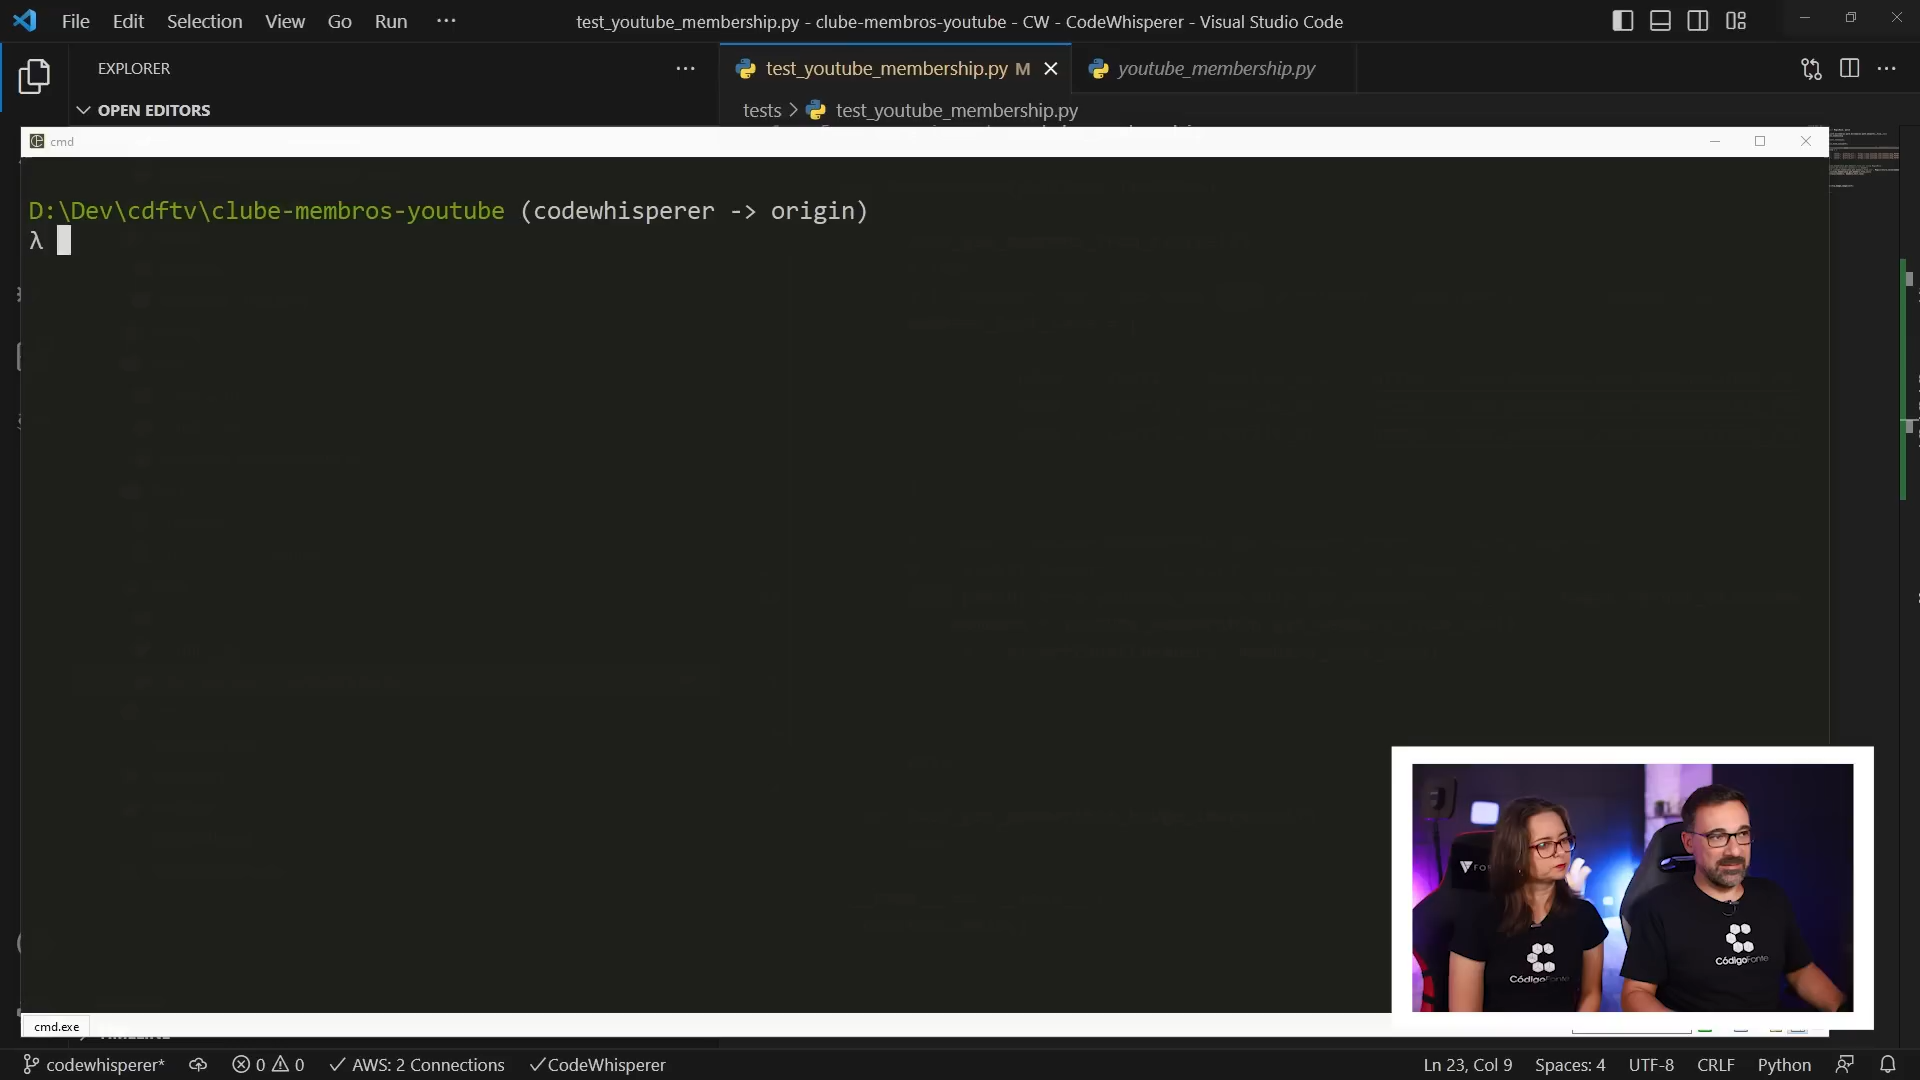 File Edit Selection View Go Run ...
test_youtube_membership.py - clube-membros-youtube - CW - CodeWhisperer - Visual Studio Code
EXPLORER
OPEN EDITORS
test_youtube_membership.py M
youtube_membership.py
tests > test_youtube_membership.py
cmd
D:\Dev\cdftv\clube-membros-youtube (codewhisperer -> origin)
λ
CódigoFonte
CódigoFonte
cmd.exe
codewhisperer*
0 0
AWS: 2 Connections
CodeWhisperer
Ln 23, Col 9
Spaces: 4
UTF-8
CRLF
Python